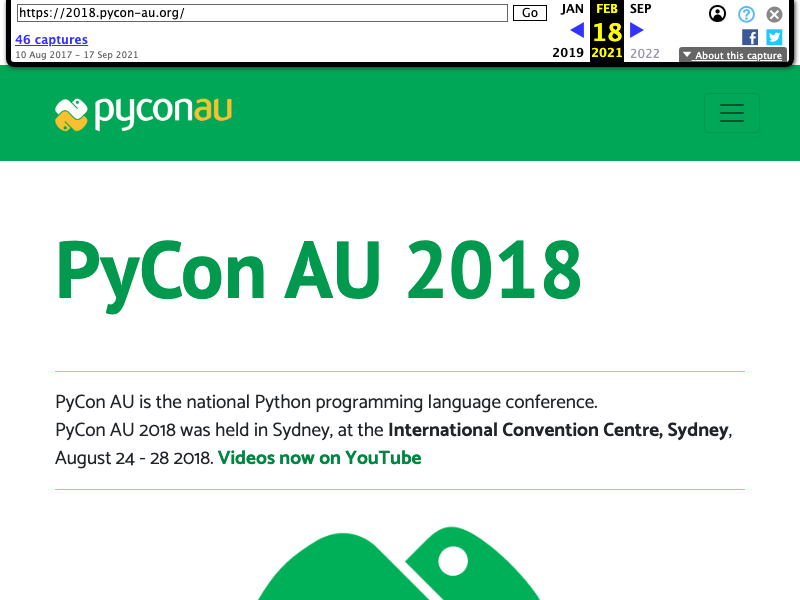 https://2018.pycon-au.org/ Go JAN FEB SEP
46 captures 18
10 Aug 2017 – 17 Sep 2021 2019 2021 2022 About this capture
pyconau
PyCon AU 2018
PyCon AU is the national Python programming language conference.
PyCon AU 2018 was held in Sydney, at the International Convention Centre, Sydney,
August 24 - 28 2018. Videos now on YouTube